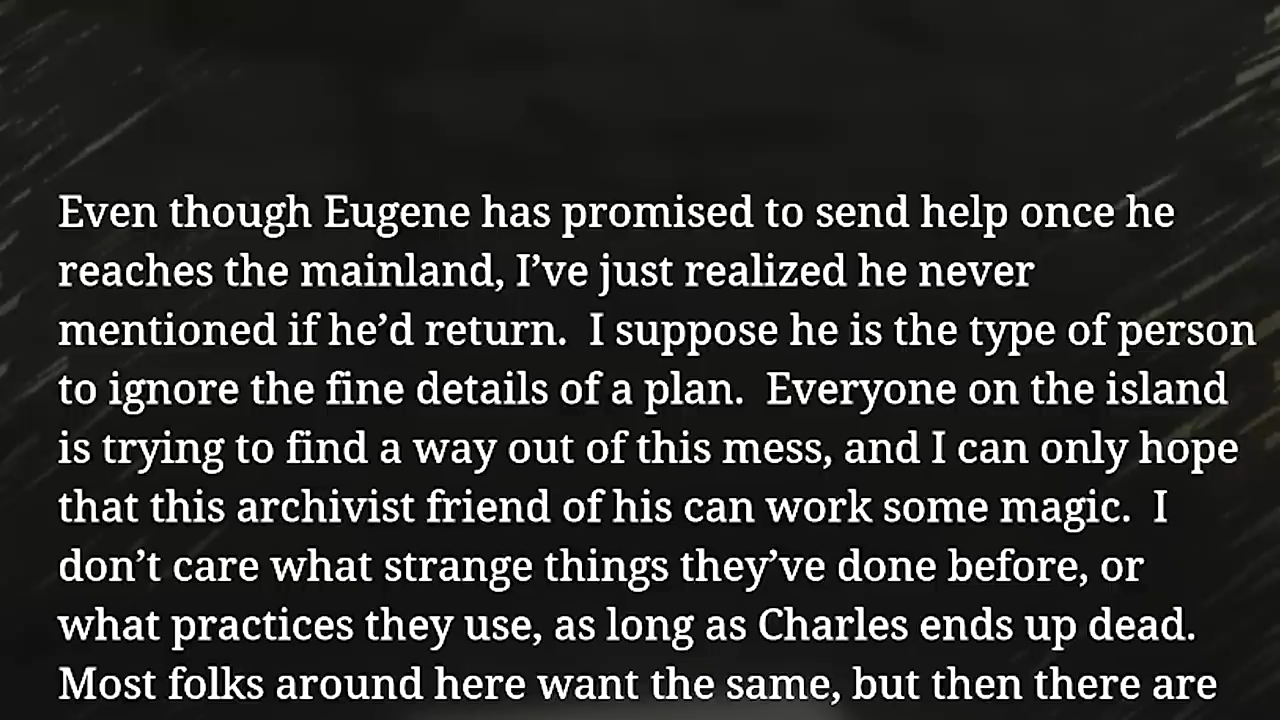 Even though Eugene has promised to send help once he
reaches the mainland, I’ve just realized he never
mentioned if he’d return.  I suppose he is the type of person
to ignore the fine details of a plan.  Everyone on the island
is trying to find a way out of this mess, and I can only hope
that this archivist friend of his can work some magic.  I
don’t care what strange things they’ve done before, or
what practices they use, as long as Charles ends up dead.
Most folks around here want the same, but then there are